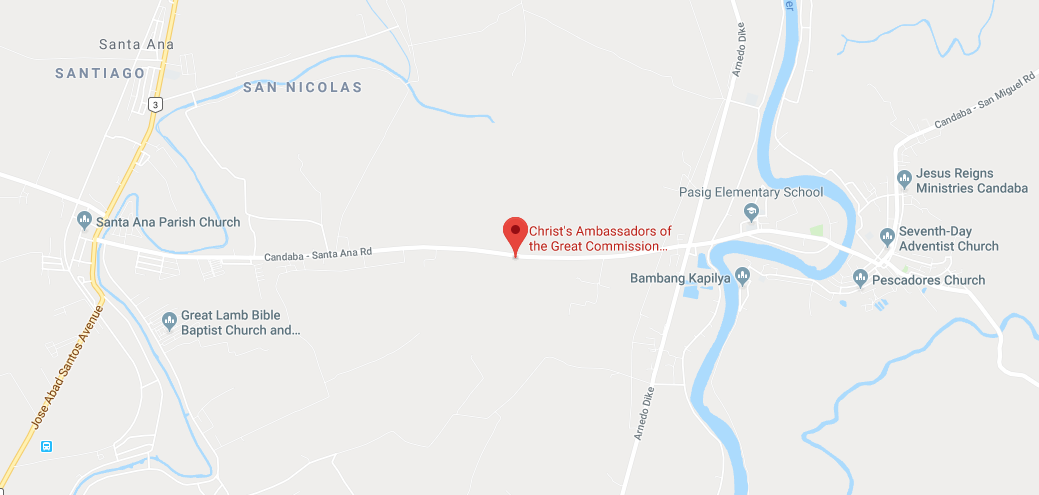 er
Arnedo Dike
Santa Ana
SANTIAGO
SAN NICOLAS
3
Candaba - San Miguel Rd
Jesus Reigns
Ministries Candaba
Pasig Elementary School
Santa Ana Parish Church
Christ's Ambassadors of
the Great Commission...
Seventh-Day
Adventist Church
Candaba - Santa Ana Rd
Bambang Kapilya
Pescadores Church
Great Lamb Bible
Baptist Church and...
Jose Abad Santos Avenue
Arnedo Dike